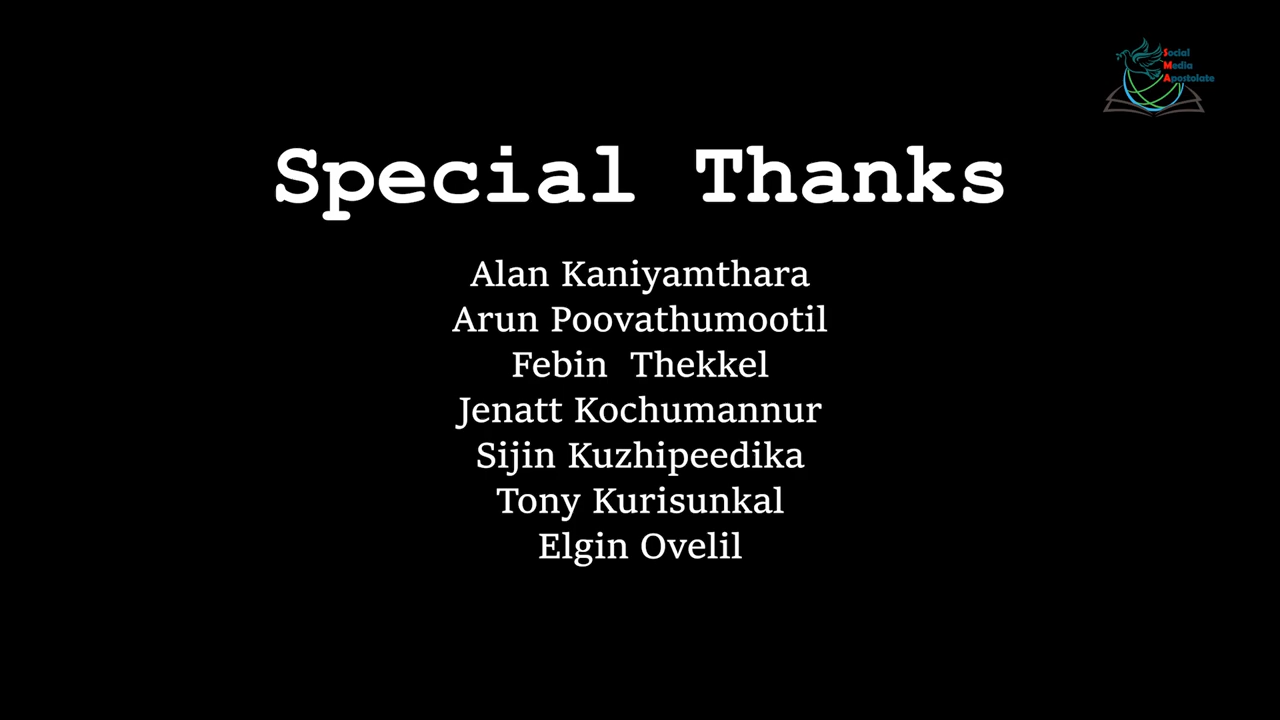 Social
Media
Apostolate
Special Thanks
Alan Kaniyamthara
Arun Poovathumootil
Febin Thekkel
Jenatt Kochumannur
Sijin Kuzhipeedika
Tony Kurisunkal
Elgin Ovelil